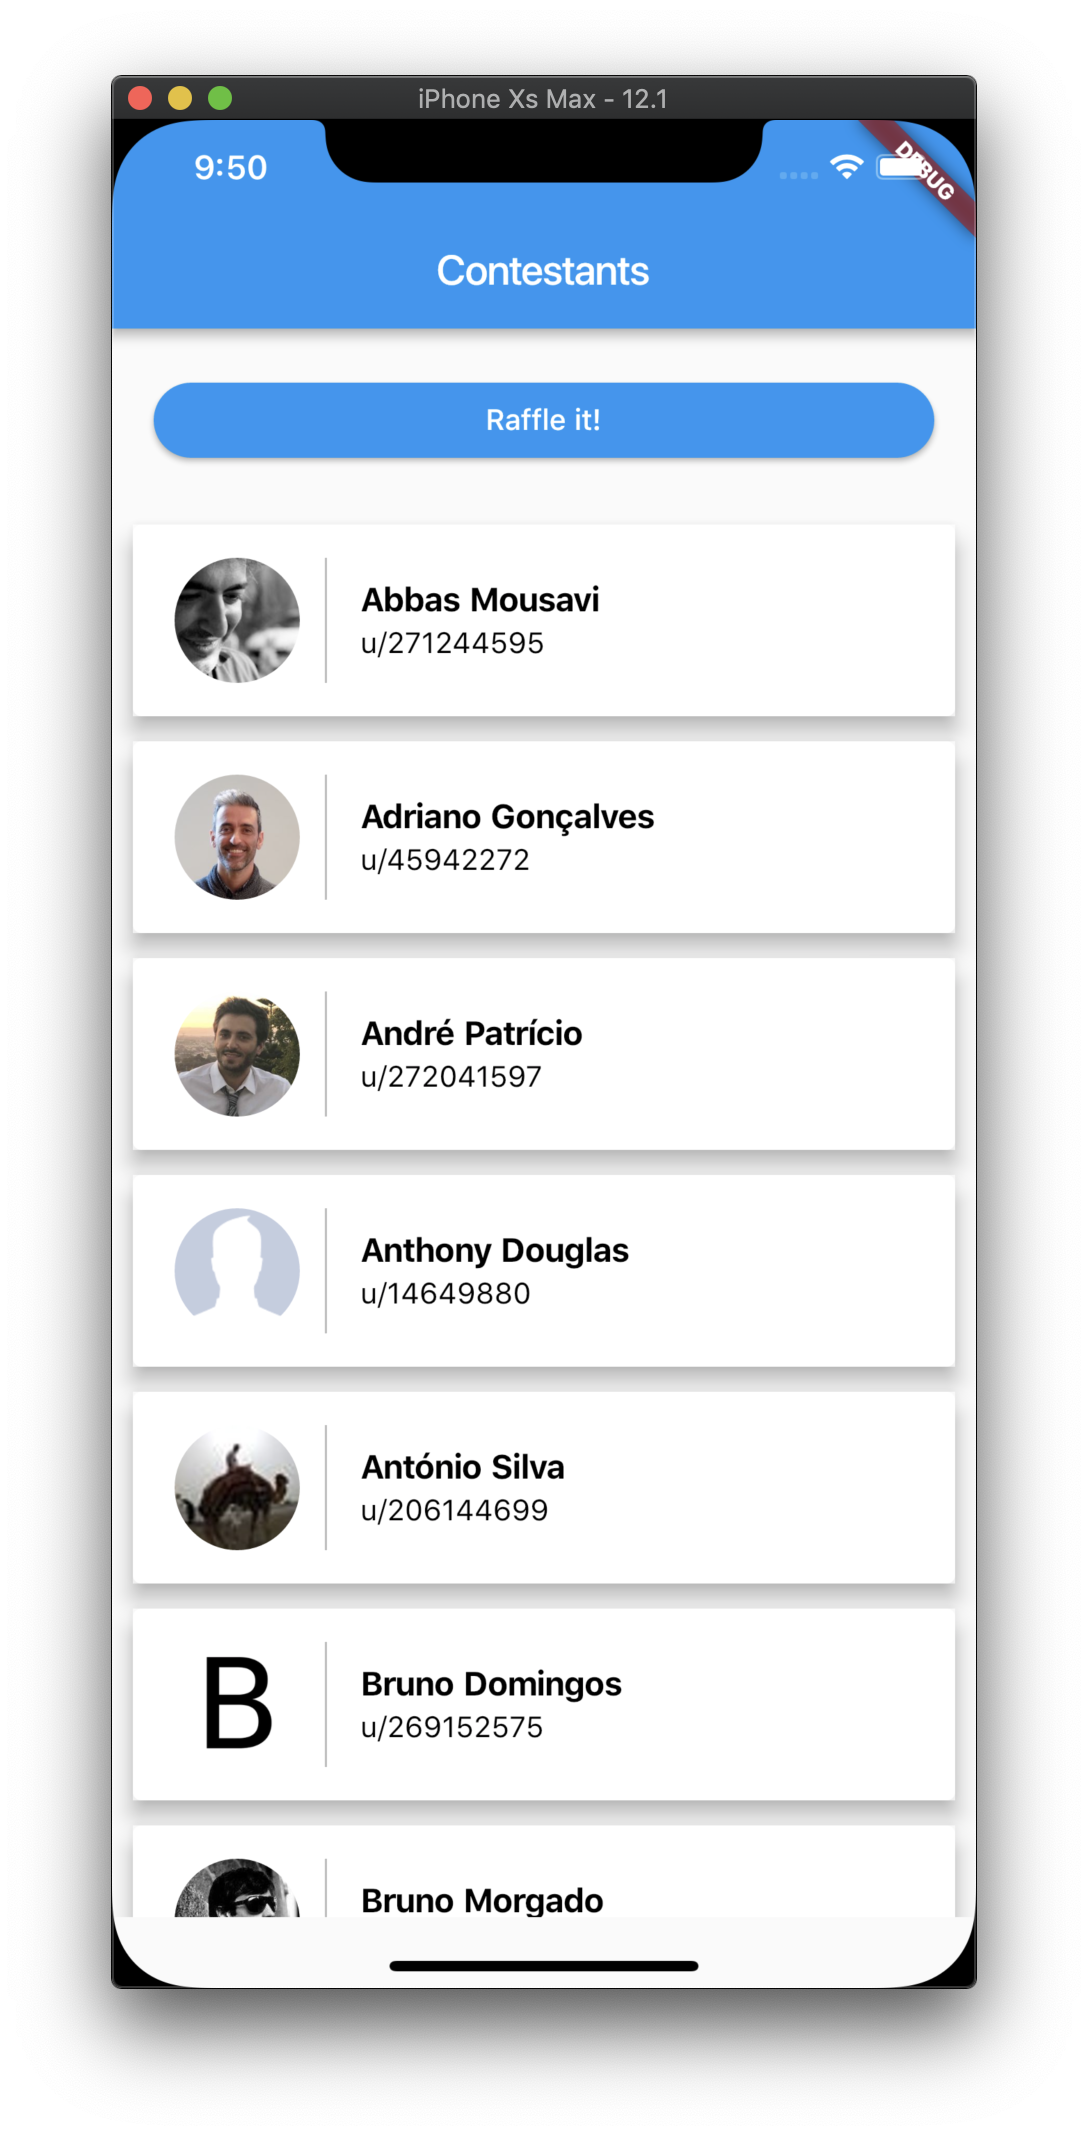 iPhone Xs Max - 12.1
9:50
DEBUG
Contestants
Raffle it!
Abbas Mousavi
u/271244595
Adriano Gonçalves
u/45942272
André Patrício
u/272041597
Anthony Douglas
u/14649880
António Silva
u/206144699
B
Bruno Domingos
u/269152575
Bruno Morgado